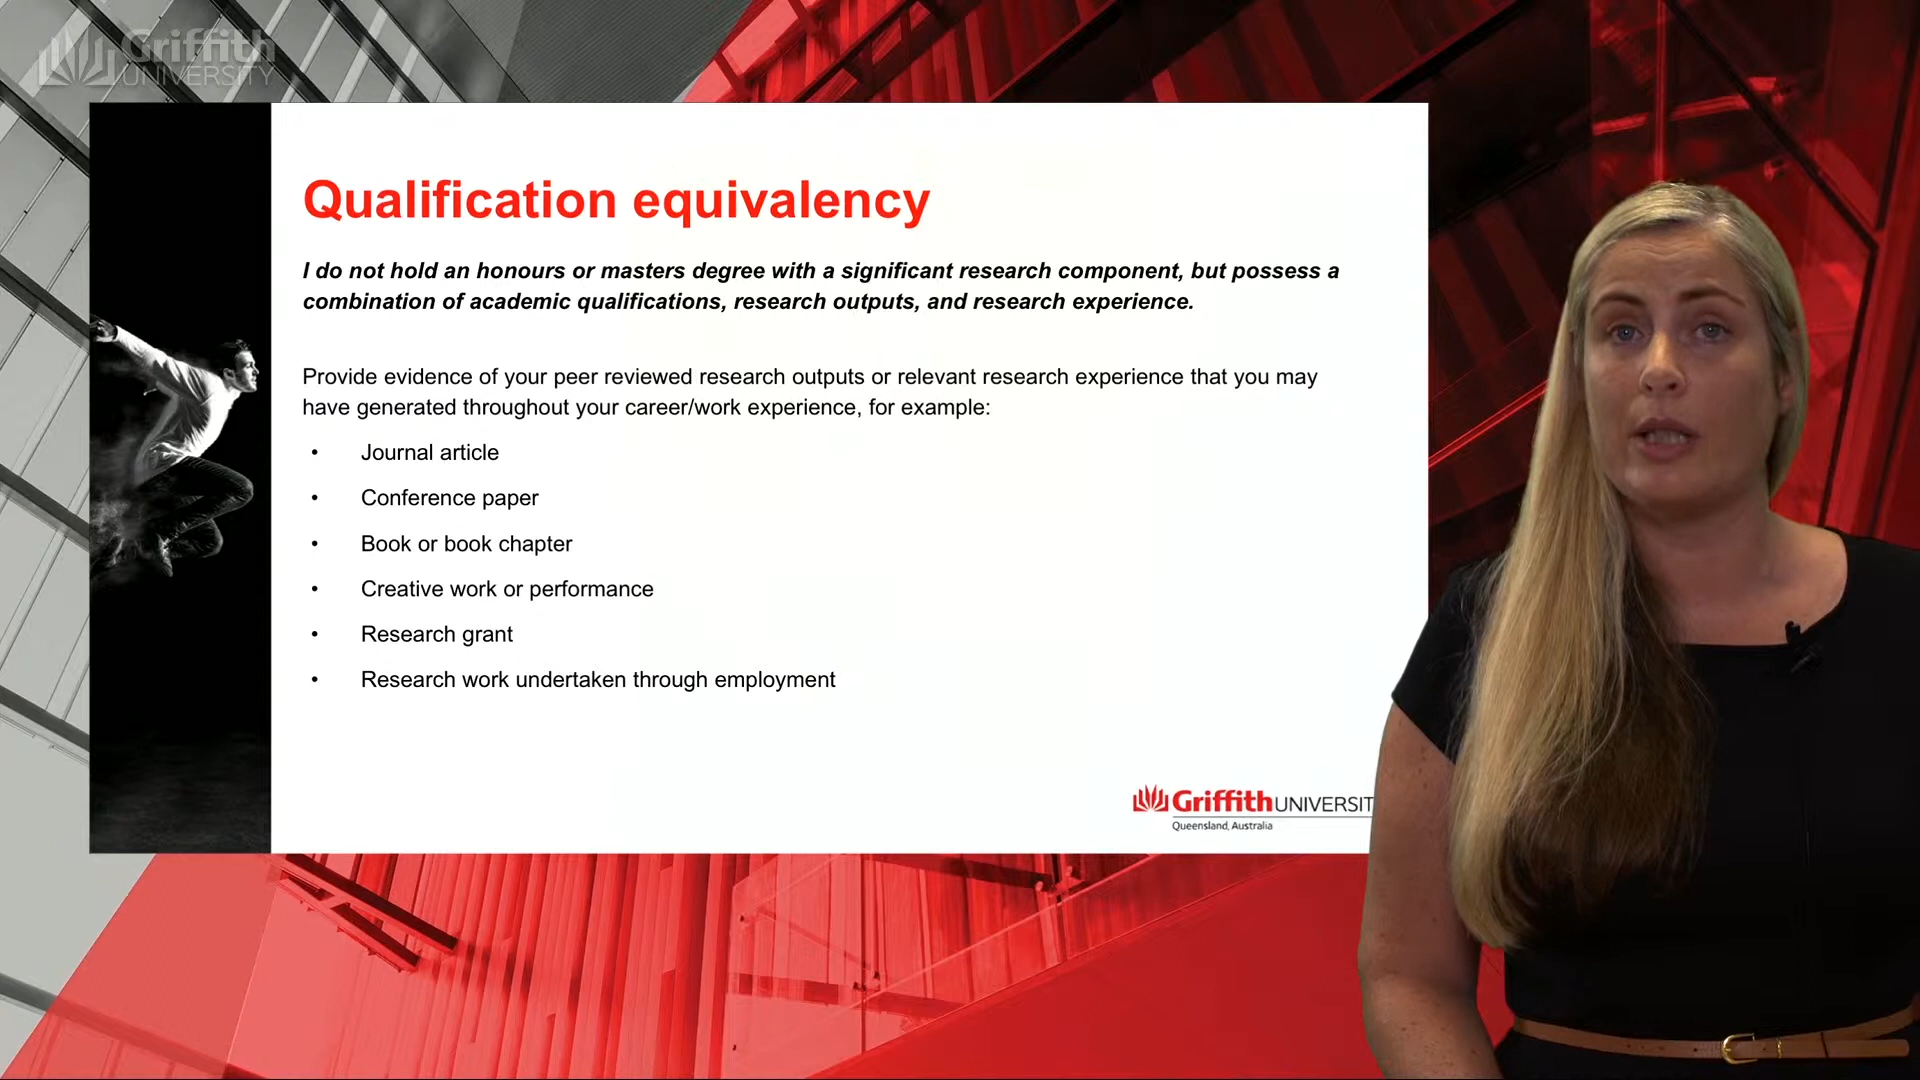 Griffith
UNIVERSITY
Qualification equivalency
I do not hold an honours or masters degree with a significant research component, but possess a
combination of academic qualifications, research outputs, and research experience.
Provide evidence of your peer reviewed research outputs or relevant research experience that you may
have generated throughout your career/work experience, for example:
• Journal article
• Conference paper
• Book or book chapter
• Creative work or performance
• Research grant
• Research work undertaken through employment
Griffith UNIVERSIT
Queensland, Australia